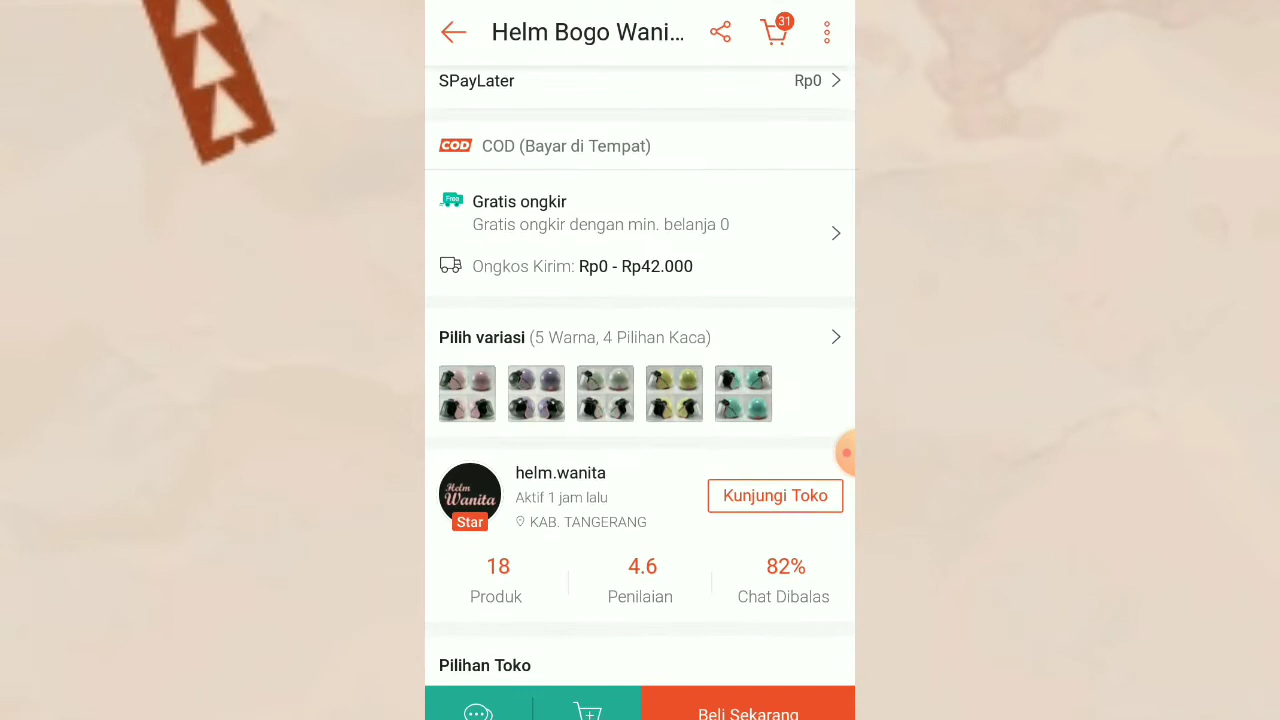 Helm Bogo Wani...
31
SPayLater
Rp0
COD
COD (Bayar di Tempat)
Free
Gratis ongkir
Gratis ongkir dengan min. belanja 0
Ongkos Kirim: Rp0 - Rp42.000
Pilih variasi (5 Warna, 4 Pilihan Kaca)
Helm
Wanita
Star
helm.wanita
Aktif 1 jam lalu
KAB. TANGERANG
Kunjungi Toko
18
4.6
82%
Produk
Penilaian
Chat Dibalas
Pilihan Toko
Beli Sekarang